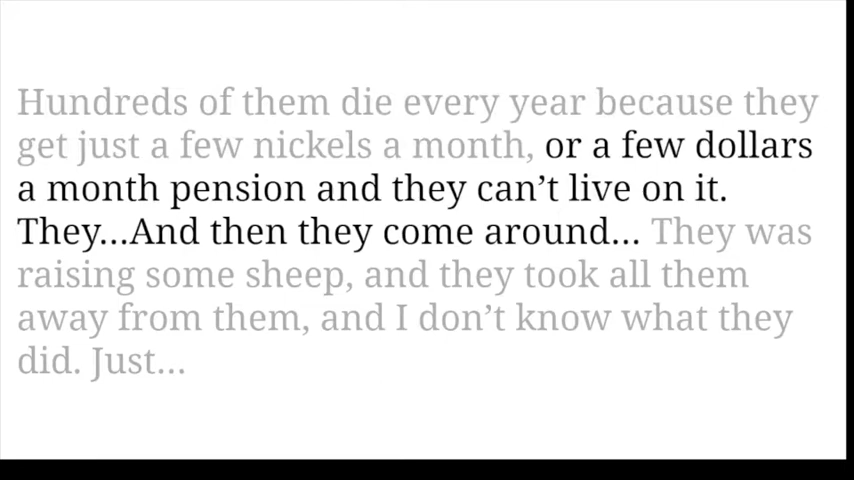 Hundreds of them die every year because they
get just a few nickels a month, or a few dollars
a month pension and they can’t live on it.
They…And then they come around… They was
raising some sheep, and they took all them
away from them, and I don’t know what they
did. Just…